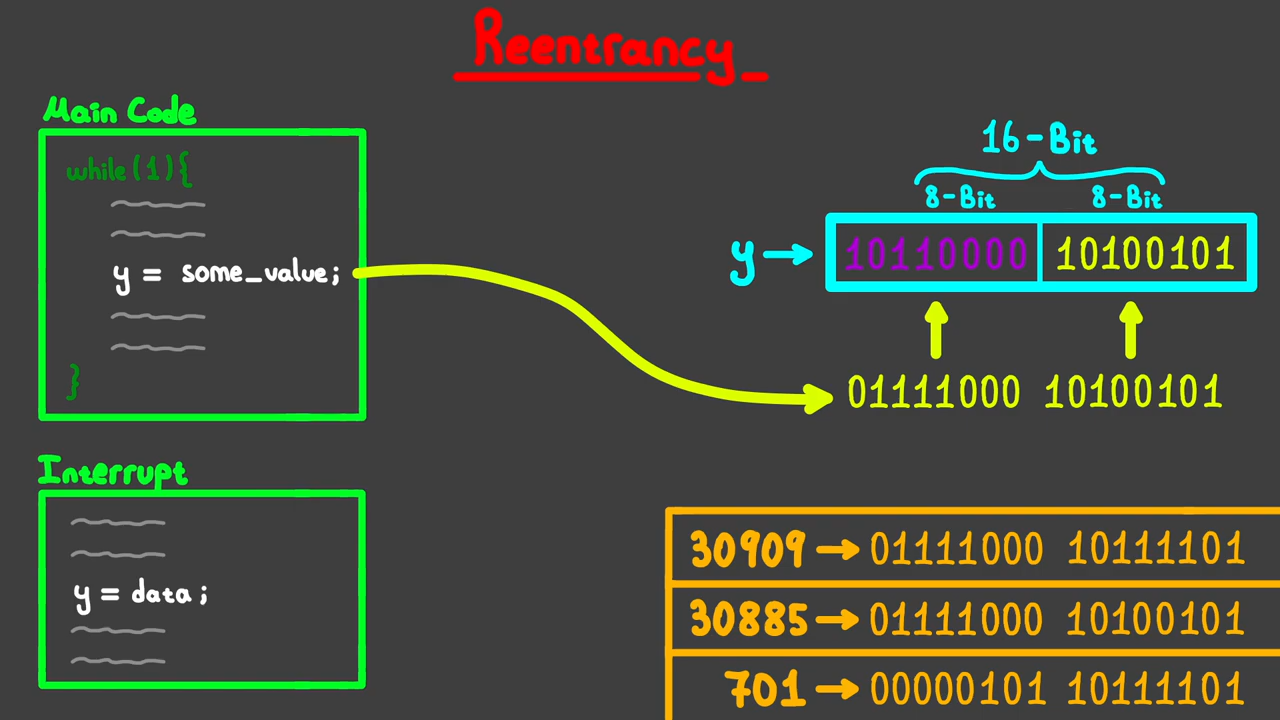 Reentrancy
Main Code
while(1){
y = some_value;
}
16-Bit
8-Bit 8-Bit
y → 10110000 10100101
01111000 10100101
Interrupt
y = data;
30909 → 01111000 10111101
30885 → 01111000 10100101
701 → 00000101 10111101